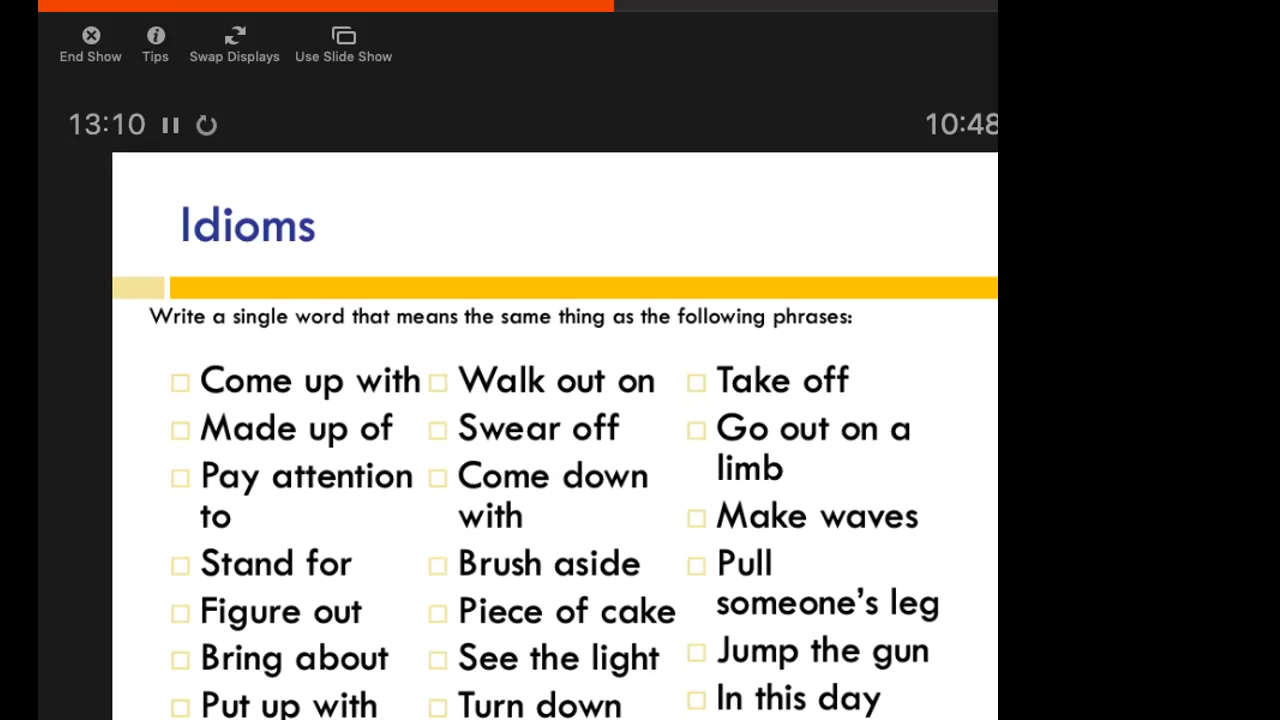 End Show
Tips
Swap Displays
Use Slide Show
13:10
10:48
Idioms
Write a single word that means the same thing as the following phrases:
Come up with
Made up of
Pay attention
to
Stand for
Figure out
Bring about
Put up with
Walk out on
Swear off
Come down
with
Brush aside
Piece of cake
See the light
Turn down
Take off
Go out on a
limb
Make waves
Pull
someone’s leg
Jump the gun
In this day